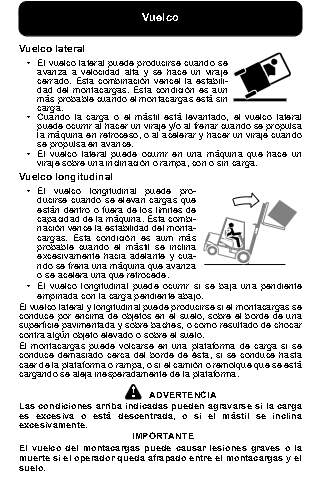 Vuelco
Vuelco lateral
• El vuelco lateral puede producirse cuando se
avanza a velocidad alta y se hace un viraje
cerrado. Esta combinación vence la estabili-
dad del montacargas. Esta condición es aun
más probable cuando el montacargas está sin
carga.
• Cuando la carga o el mástil está levantado, el vuelco lateral
puede ocurrir al hacer un viraje y/o al frenar cuando se propulsa
la máquina en retroceso, o al acelerar y hacer un viraje cuando
se propulsa en avance.
• El vuelco lateral puede ocurrir en una máquina que hace un
viraje sobre una inclinación o rampa, con o sin carga.
Vuelco longitudinal
• El vuelco longitudinal puede pro-
ducirse cuando se elevan cargas que
están dentro o fuera de los límites de
capacidad de la máquina. Esta combi-
nación vence la estabilidad del monta-
cargas. Esta condición es aun más
probable cuando el mástil se inclina
excesivamente hacia adelante y cuan-
do se frena una máquina que avanza
o se acelera una que retrocede.
• El vuelco longitudinal puede ocurrir si se baja una pendiente
empinada con la carga pendiente abajo.
El vuelco lateral y longitudinal puede producirse si el montacargas se
conduce por encima de objetos en el suelo, sobre el borde de una
superficie pavimentada y sobre baches, o como resultado de chocar
contra algún objeto elevado o sobre el suelo.
El montacargas puede volcarse en una plataforma de carga si se
conduce demasiado cerca del borde de ésta, si se conduce hasta
caer de la plataforma o rampa, o si el camión o remolque que se está
cargando se aleja inesperadamente de la plataforma.
ADVERTENCIA
Las condiciones arriba indicadas pueden agravarse si la carga
es excesiva o está descentrada, o si el mástil se inclina
excesivamente.
IMPORTANTE
El vuelco del montacargas puede causar lesiones graves o la
muerte si el operador queda atrapado entre el montacargas y el
suelo.